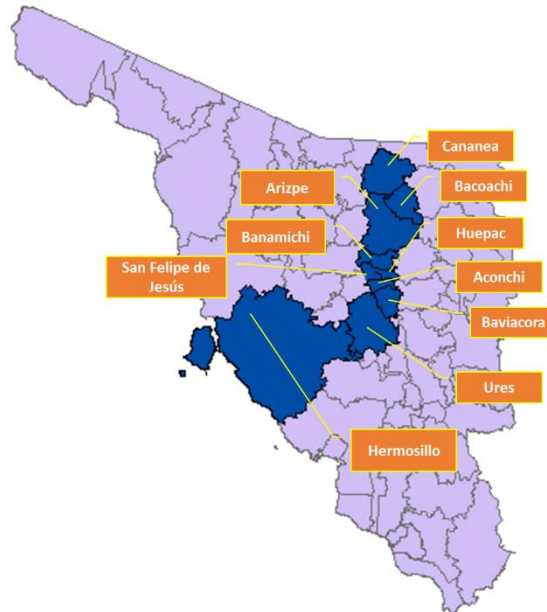 Cananea
Arizpe
Bacoachi
Banamichi
Huepac
San Felipe de
Jesús
Aconchi
Baviacora
Ures
Hermosillo